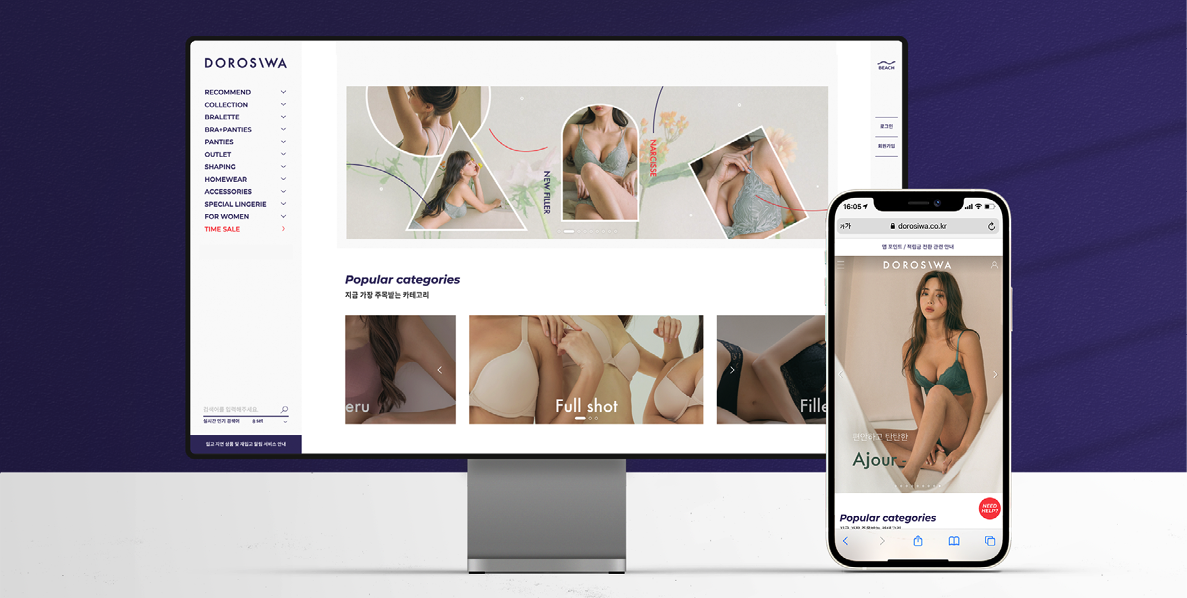 DOROSIWA
RECOMMEND
COLLECTION
BRALETTE
BRA+PANTIES
PANTIES
OUTLET
SHAPING
HOMEWEAR
ACCESSORIES
SPECIAL LINGERIE
FOR WOMEN
TIME SALE
검색어를 입력해주세요.
실시간 인기 검색어
입고 지연 상품 및 재입고 알림 서비스 안내
NEW FILLER
NARCISSE
BEACH
로그인
회원가입
Popular categories
지금 가장 주목받는 카테고리
eru
Full shot
Fille
16:05
가가
dorosiwa.co.kr
앱 포인트 / 적립금 전환 관련 안내
DOROSIWA
편안하고 탄탄한
Ajour
NEED
HELP?
Popular categories